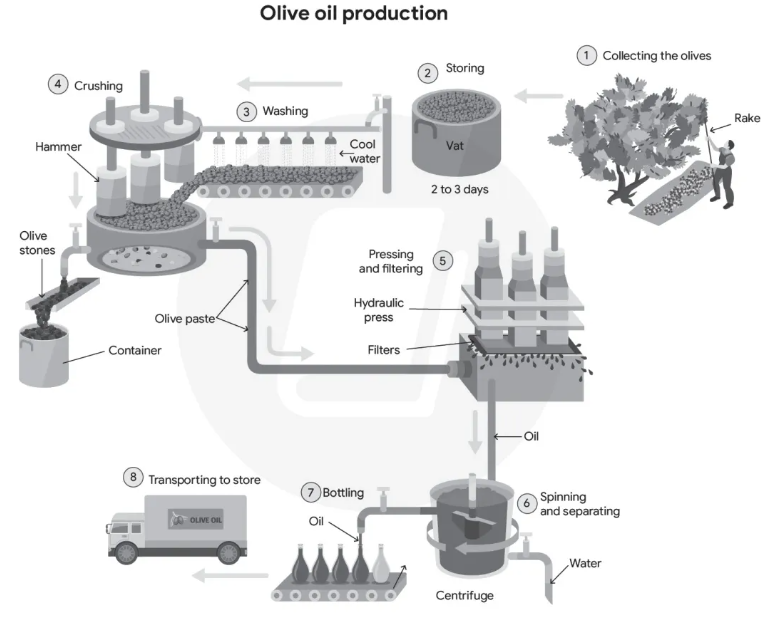 Olive oil production
1 Collecting the olives
Rake
2 Storing
Vat
2 to 3 days
3 Washing
Cool
water
4 Crushing
Hammer
Olive
stones
Container
Olive paste
5 Pressing
and filtering
Hydraulic
press
Filters
Oil
6 Spinning
and separating
Water
Centrifuge
7 Bottling
Oil
8 Transporting to store
OLIVE OIL